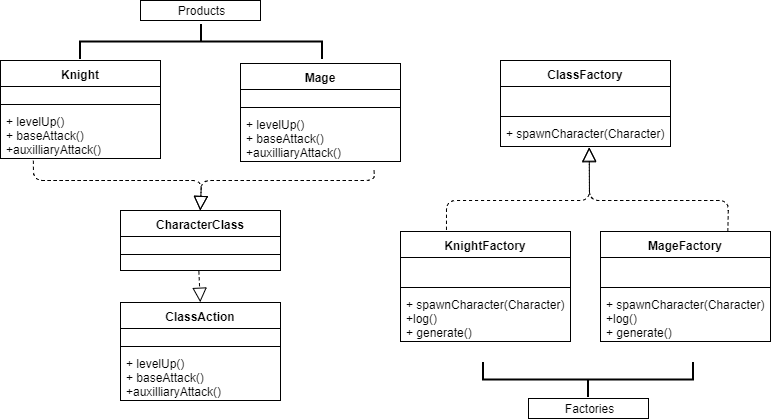 Products
Knight
+ levelUp()
+ baseAttack()
+auxilliaryAttack()
Mage
+ levelUp()
+ baseAttack()
+auxilliaryAttack()
CharacterClass
ClassAction
+ levelUp()
+ baseAttack()
+auxilliaryAttack()
ClassFactory
+ spawnCharacter(Character)
KnightFactory
+ spawnCharacter(Character)
+log()
+ generate()
MageFactory
+ spawnCharacter(Character)
+log()
+ generate()
Factories